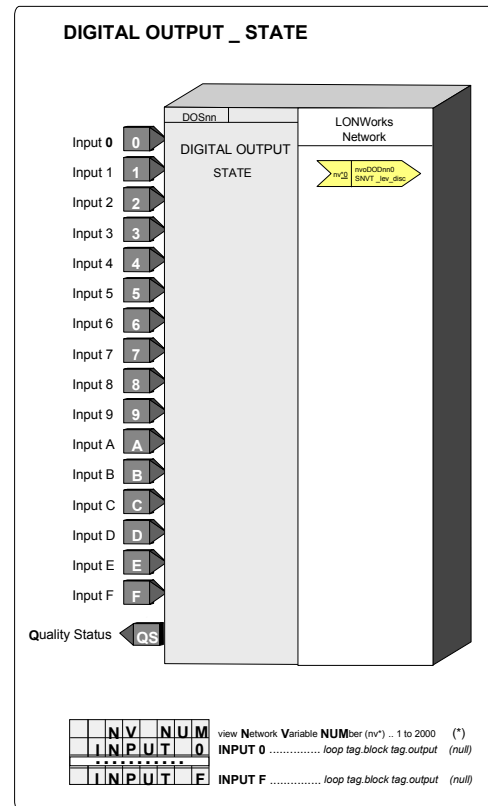 DIGITAL OUTPUT _ STATE
DOSnn
LONWorks
Network
DIGITAL OUTPUT
STATE
nv*0
nvoDODnn0
SNVT _lev_disc
Input 0 0
Input 1 1
Input 2 2
Input 3 3
Input 4 4
Input 5 5
Input 6 6
Input 7 7
Input 8 8
Input 9 9
Input A A
Input B B
Input C C
Input D D
Input E E
Input F F
Quality Status QS
NV NUM view Network Variable NUMber (nv*) .. 1 to 2000 (*)
INPUT 0 INPUT 0 ............... loop tag.block tag.output (null)
...........
INPUT F INPUT F ............... loop tag.block tag.output (null)